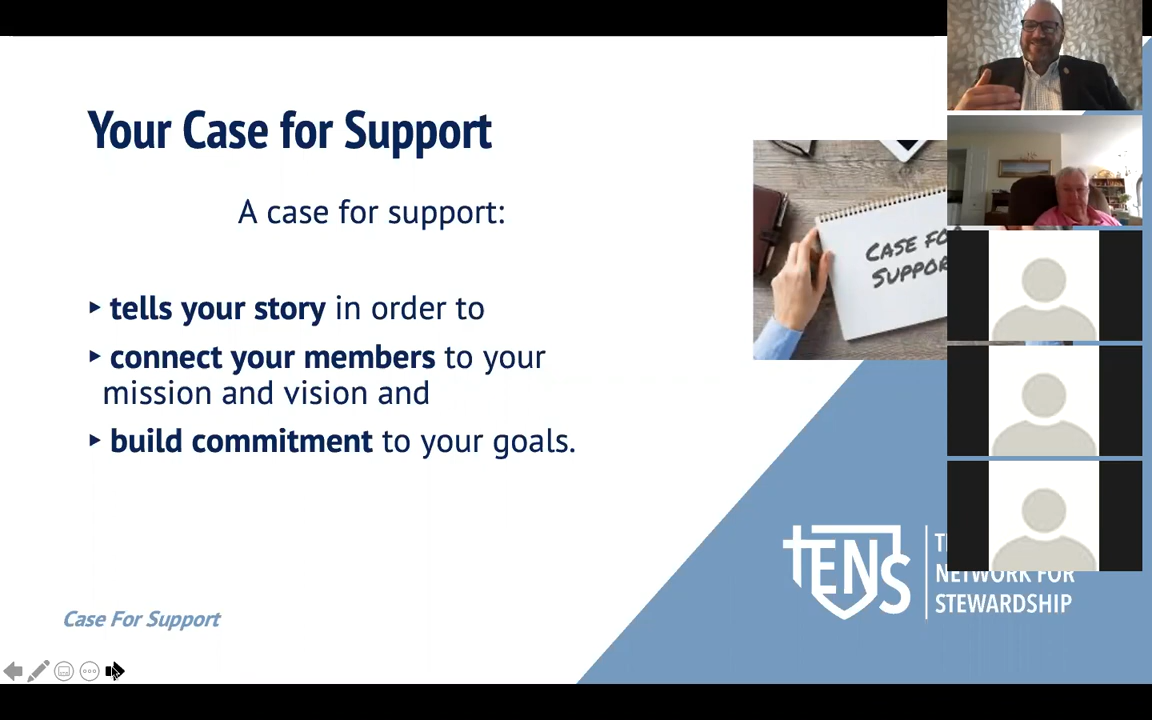 Your Case for Support
A case for support:
CASE FO
SUPPOR
▸ tells your story in order to
▸ connect your members to your
mission and vision and
▸ build commitment to your goals.
tENS
NETWORK FOR
STEWARDSHIP
Case For Support